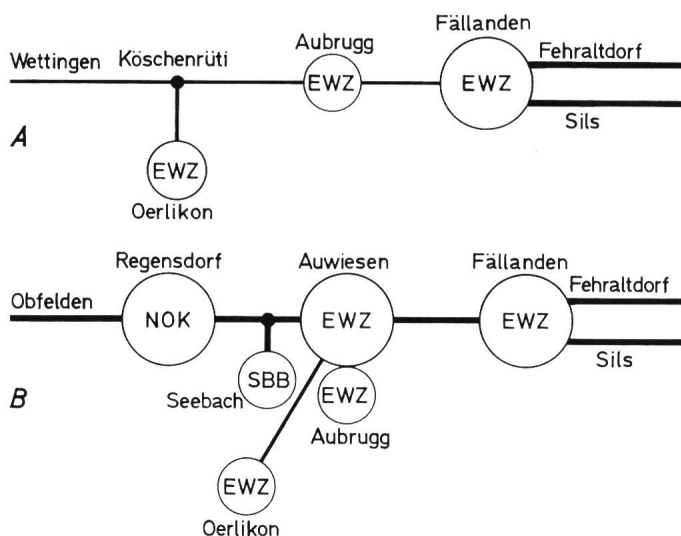 Fällanden
Aubrugg
Wettingen Köschenrüti Fehraltdorf
EWZ EWZ
Sils
A
EWZ
Oerlikon
Regensdorf Auwiesen Fällanden
Obfelden Fehraltdorf
NOK EWZ EWZ
Sils
SBB
EWZ
Seebach
B
Aubrugg
EWZ
Oerlikon